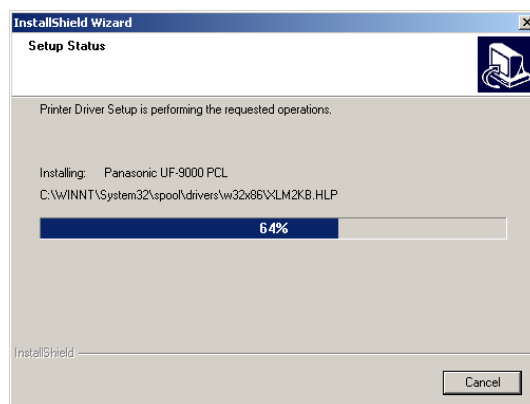 InstallShield Wizard
Setup Status
Printer Driver Setup is performing the requested operations.
Installing: Panasonic UF-9000 PCL
C:\WINNT\System32\spool\drivers\w32x86\XLM2KB.HLP
64%
InstallShield
Cancel